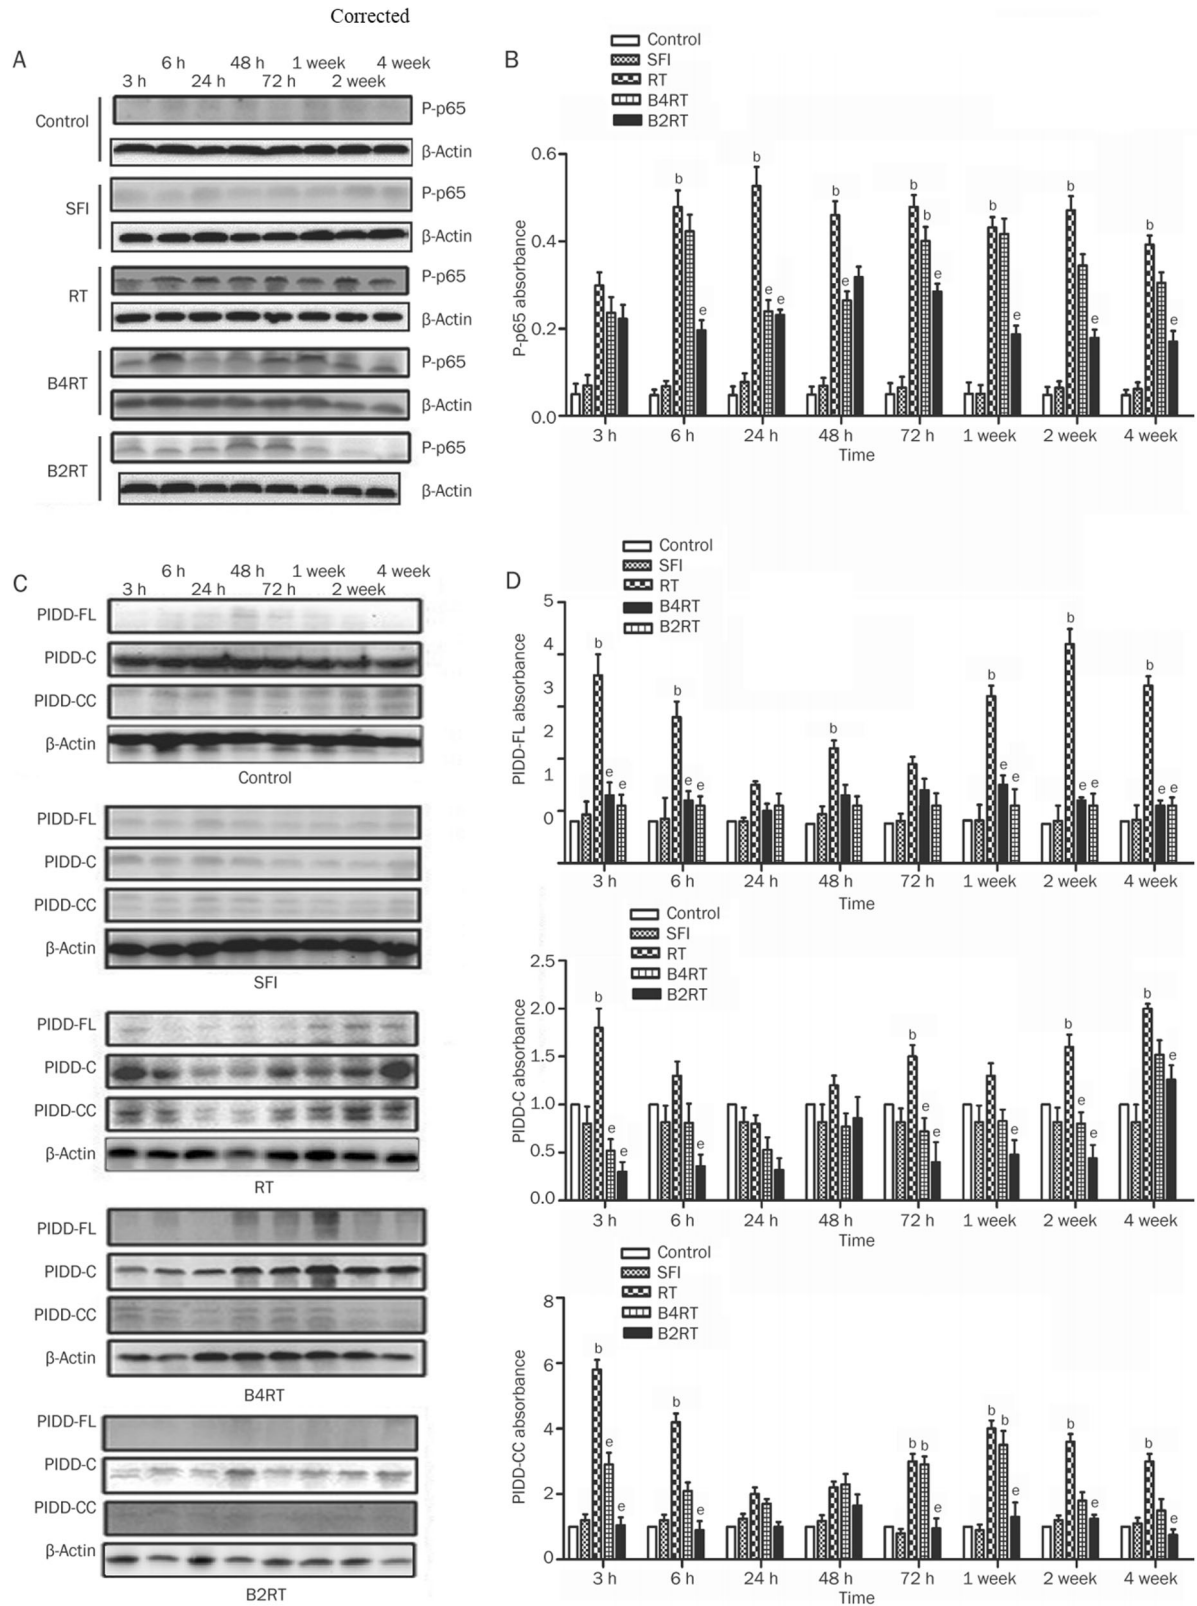 Corrected
A
6 h 48 h 1 week 4 week
3 h 24 h 72 h 2 week
Control
P-p65
β-Actin
SFI
P-p65
β-Actin
RT
P-p65
β-Actin
B4RT
P-p65
β-Actin
B2RT
P-p65
β-Actin
B
Control
SFI
RT
B4RT
B2RT
P-p65 absorbance
0.6
0.4
0.2
0.0
b b b b b b b b b
e e e e e e e e
3 h 6 h 24 h 48 h 72 h 1 week 2 week 4 week
Time
C
6 h 48 h 1 week 4 week
3 h 24 h 72 h 2 week
PIDD-FL
PIDD-C
PIDD-CC
β-Actin
Control
PIDD-FL
PIDD-C
PIDD-CC
β-Actin
SFI
PIDD-FL
PIDD-C
PIDD-CC
β-Actin
RT
PIDD-FL
PIDD-C
PIDD-CC
β-Actin
B4RT
PIDD-FL
PIDD-C
PIDD-CC
β-Actin
B2RT
D
Control
SFI
RT
B4RT
B2RT
PIDD-FL absorbance
5
4
3
2
1
0
b b b b b b
e e e e e e e e e e
3 h 6 h 24 h 48 h 72 h 1 week 2 week 4 week
Time
Control
SFI
RT
B4RT
B2RT
PIDD-C absorbance
2.5
2.0
1.5
1.0
0.5
0.0
b b b b
e e e e e e e e e
3 h 6 h 24 h 48 h 72 h 1 week 2 week 4 week
Time
Control
SFI
RT
B4RT
B2RT
PIDD-CC absorbance
8
6
4
2
0
b b b b b b b b
e e e e e e e
3 h 6 h 24 h 48 h 72 h 1 week 2 week 4 week
Time